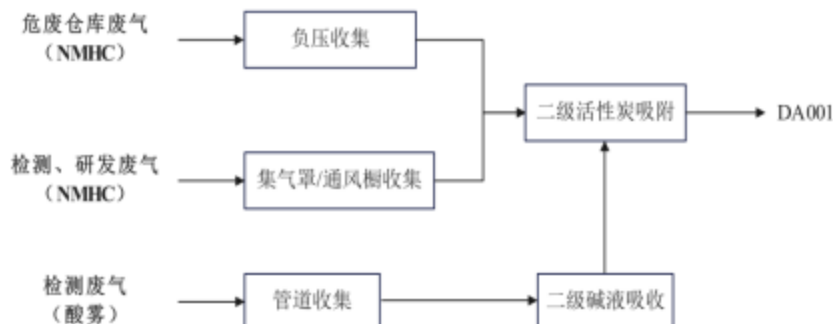 危废仓库废气
（NMHC）
负压收集
二级活性炭吸附
DA001
检测、研发废气
（NMHC）
集气罩/通风橱收集
检测废气
（酸雾）
管道收集
二级碱液吸收